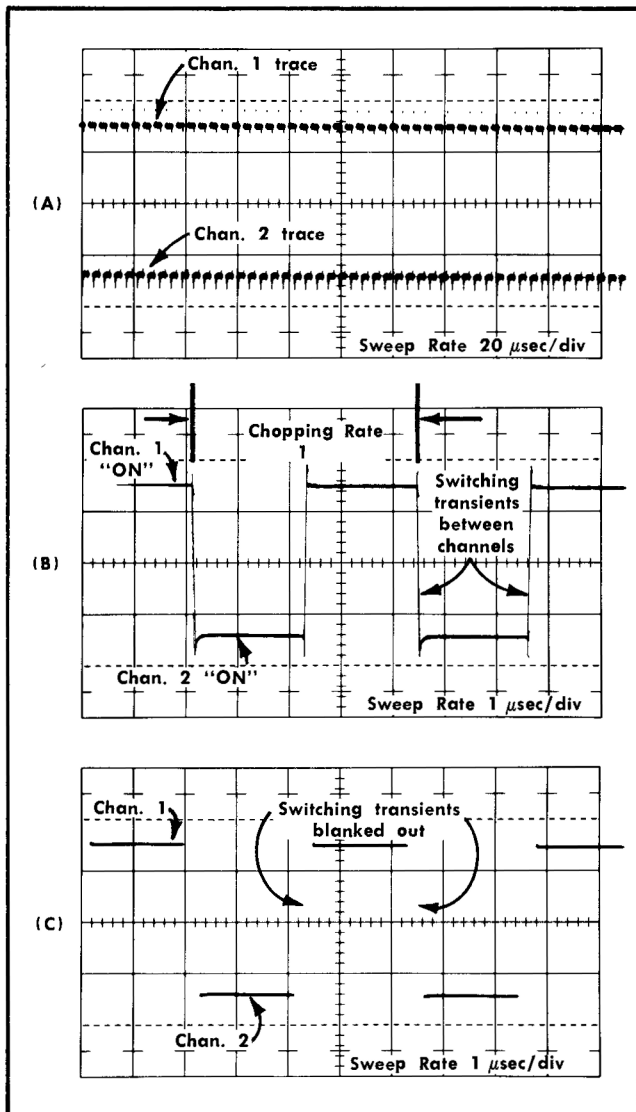 Chan. 1 trace
(A)
Chan. 2 trace
Sweep Rate 20 μsec/div
Chopping Rate
1
Chan. 1
"ON"
Switching
transients
between
channels
(B)
Chan. 2 "ON"
Sweep Rate 1 μsec/div
Chan. 1
Switching transients
blanked out
(C)
Chan. 2
Sweep Rate 1 μsec/div